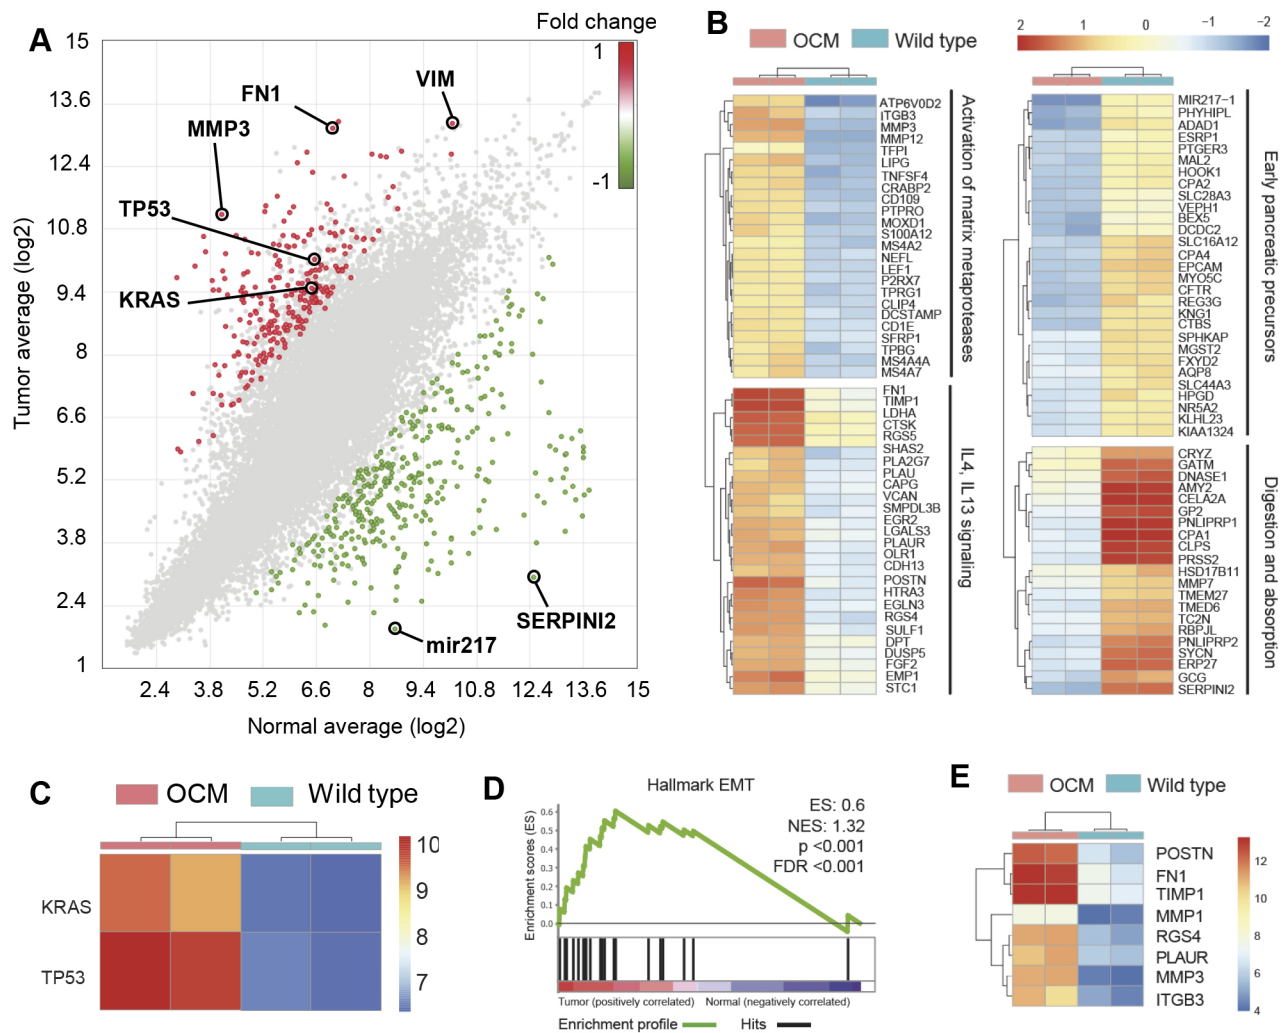 A
Fold change
1
-1
15
13.6
12.4
10.8
9.4
8
6.6
5.2
3.8
2.4
1
Tumor average (log2)
FN1
VIM
MMP3
TP53
KRAS
SERPINI2
mir217
2.4 3.8 5.2 6.6 8 9.4 10.8 12.4 13.6 15
Normal average (log2)
B
OCM Wild type
2 1 0 −1 −2
ATP6V0D2
ITGB3
MMP3
MMP12
TFPI
LIPG
TNFSF4
CRABP2
CD109
PTPRO
MOXD1
S100A12
MS4A2
NEFL
LEF1
P2RX7
TPRG1
CLIP4
DCSTAMP
CD1E
SFRP1
TPBG
MS4A4A
MS4A7
Activation of matrix metaproteases
FN1
TIMP1
LDHA
CTSK
RGS5
SHAS2
PLA2G7
PLAU
CAPG
VCAN
SMPDL3B
EGR2
LGALS3
PLAUR
OLR1
CDH13
POSTN
HTRA3
EGLN3
RGS4
SULF1
DPT
DUSP5
FGF2
EMP1
STC1
IL4, IL 13 signaling
MIR217−1
PHYHIPL
ADAD1
ESRP1
PTGER3
MAL2
HOOK1
CPA2
SLC28A3
VEPH1
BEX5
DCDC2
SLC16A12
CPA4
EPCAM
MYO5C
CFTR
REG3G
KNG1
CTBS
SPHKAP
MGST2
FXYD2
AQP8
SLC44A3
HPGD
NR5A2
KLHL23
KIAA1324
Early pancreatic precursors
CRYZ
GATM
DNASE1
AMY2
CELA2A
GP2
PNLIPRP1
CPA1
CLPS
PRSS2
HSD17B11
MMP7
TMEM27
TMED6
TC2N
RBPJL
PNLIPRP2
SYCN
ERP27
GCG
SERPINI2
Digestion and absorption
C
OCM Wild type
KRAS
TP53
10
9
8
7
D
Hallmark EMT
ES: 0.6
NES: 1.32
p <0.001
FDR <0.001
Enrichment scores (ES)
0.6
0.5
0.4
0.3
0.2
0.1
0.0
Tumor (positively correlated) Normal (negatively correlated)
Enrichment profile Hits
E
OCM Wild type
POSTN
FN1
TIMP1
MMP1
RGS4
PLAUR
MMP3
ITGB3
12
10
8
6
4